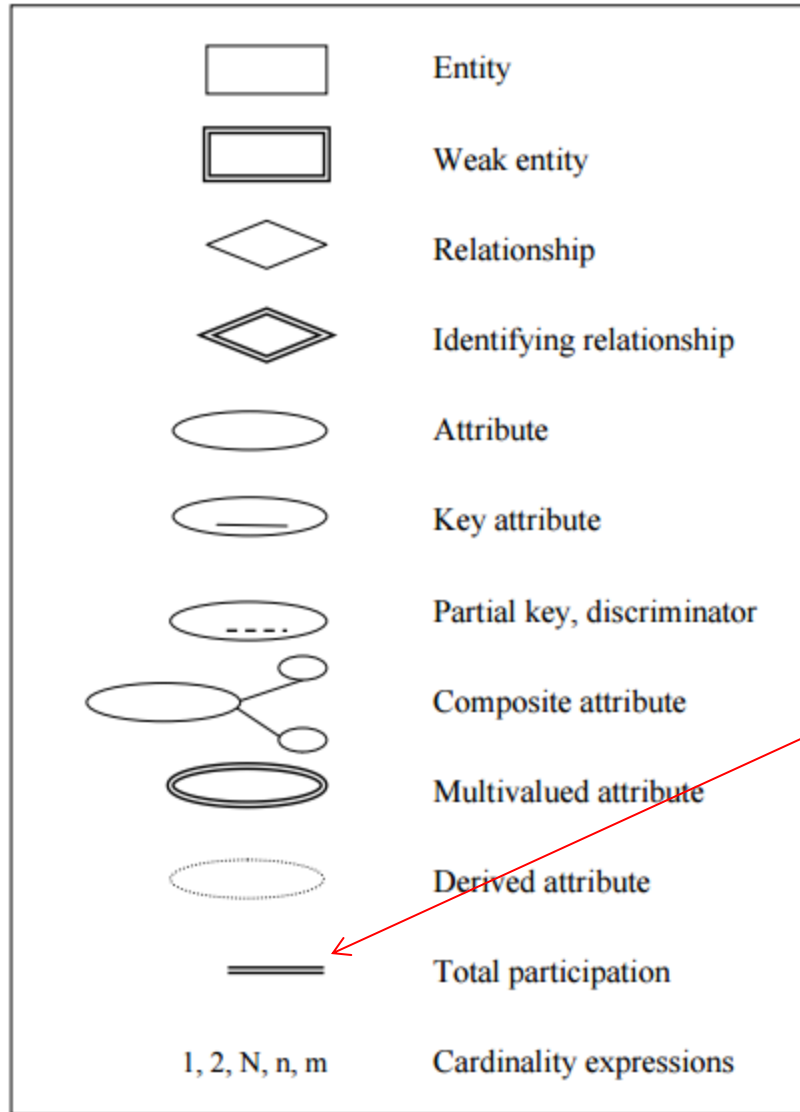 Entity
Weak entity
Relationship
Identifying relationship
Attribute
Key attribute
Partial key, discriminator
Composite attribute
Multivalued attribute
Derived attribute
Total participation
1, 2, N, n, m Cardinality expressions